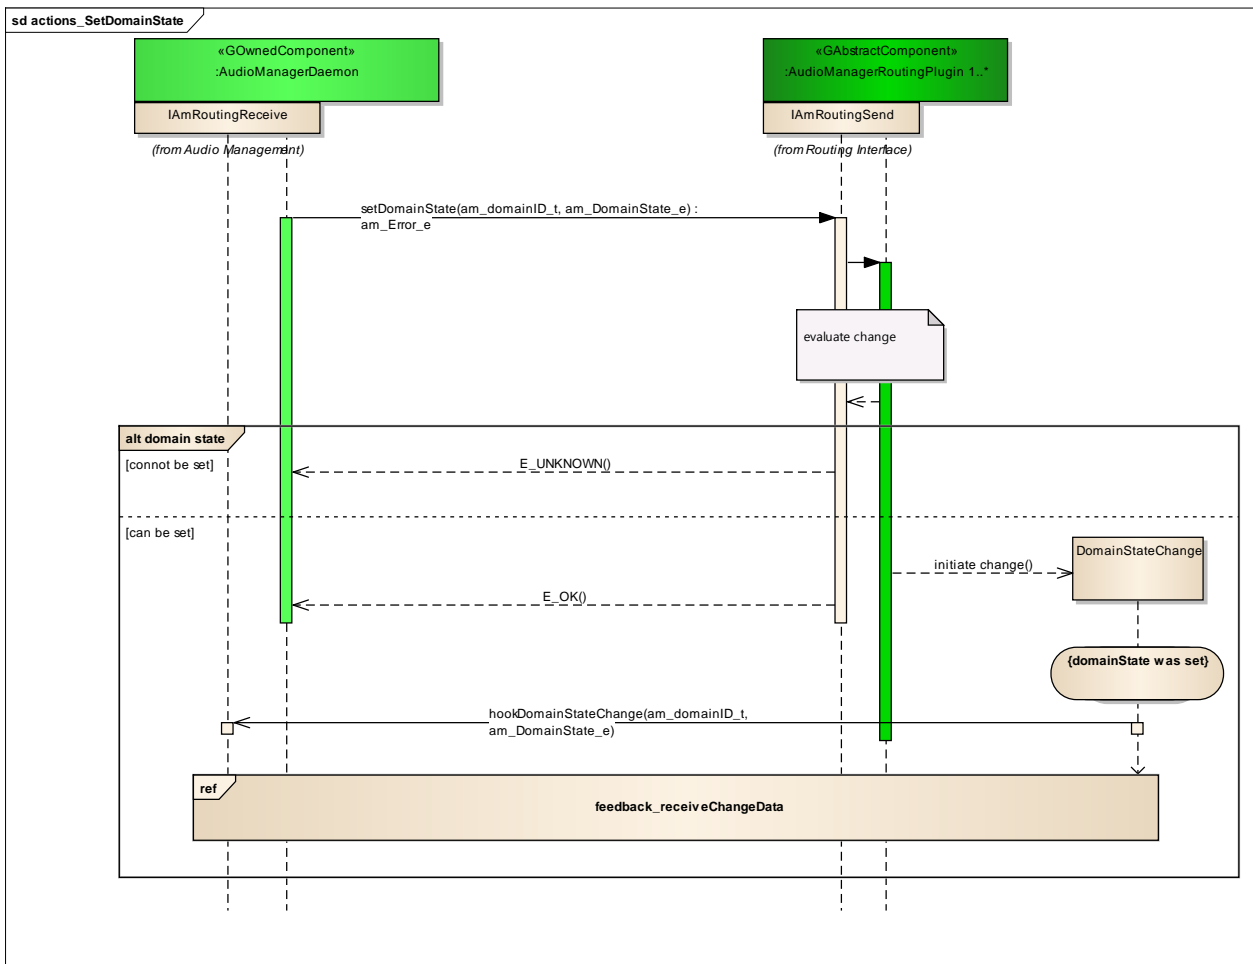 sd actions_SetDomainState
«GOwnedComponent»
:AudioManagerDaemon
«GAbstractComponent»
:AudioManagerRoutingPlugin 1..*
IAmRoutingReceive
IAmRoutingSend
(from Audio Management)
(from Routing Interface)
setDomainState(am_domainID_t, am_DomainState_e) :
am_Error_e
evaluate change
alt domain state
[connot be set]
E_UNKNOWN()
[can be set]
DomainStateChange
initiate change()
E_OK()
{domainState was set}
hookDomainStateChange(am_domainID_t,
am_DomainState_e)
ref
feedback_receiveChangeData